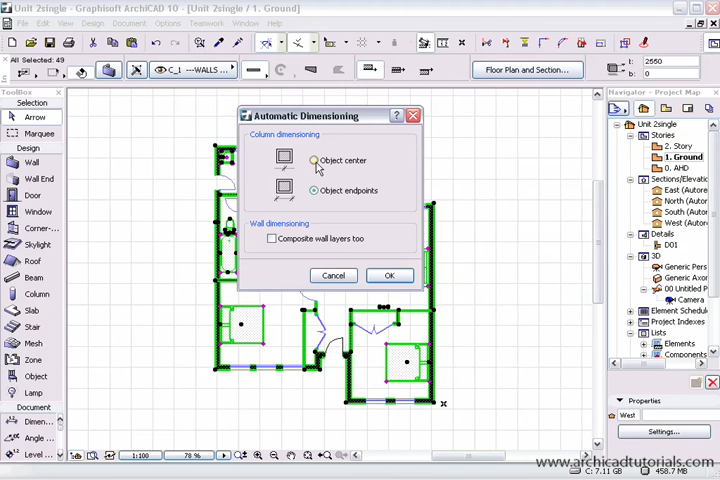 Unit 2single - Graphisoft ArchiCAD 10 - [Unit 2single / 1. Ground]
File Edit View Design Document Options Teamwork Window Help
All Selected: 49
C_1 ---WALLS ...
Floor Plan and Section...
t: 2550
b: 0
ToolBox
Selection
Arrow
Marquee
Design
Wall
Wall End
Door
Window
Corner-...
Skylight
Roof
Beam
Column
Slab
Stair
Mesh
Zone
Object
Lamp
Document
Dimen...
Angle ...
Level ...
Automatic Dimensioning
Column dimensioning
Object center
Object endpoints
Wall dimensioning
Composite wall layers too
Cancel
OK
Navigator - Project Map
Unit 2single
Stories
2. Story
1. Ground
0. AHD
Sections/Elevatio
East (Autore
North (Autore
South (Autore
West (Autore
Details
D01
3D
Generic Persp
Generic Axon
00 Untitled P
Camera
Element Schedule
Project Indexes
Lists
Elements
Components
Properties
West
Settings...
1:100
78 %
www.archicadtutorials.com
C: 7.11 GB
458.7 M